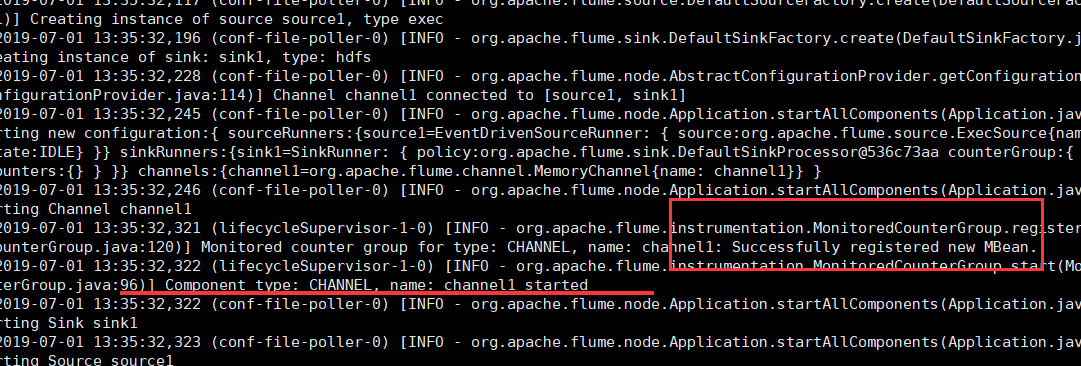 2019-07-01 13:35:32,117 (conf-file-poller-0) [INFO - org.apache.flume.source.DefaultSourceFactory.create(DefaultSourceFac
)] Creating instance of source source1, type exec
2019-07-01 13:35:32,196 (conf-file-poller-0) [INFO - org.apache.flume.sink.DefaultSinkFactory.create(DefaultSinkFactory.j
eating instance of sink: sink1, type: hdfs
2019-07-01 13:35:32,228 (conf-file-poller-0) [INFO - org.apache.flume.node.AbstractConfigurationProvider.getConfiguration
nfigurationProvider.java:114)] Channel channel1 connected to [source1, sink1]
2019-07-01 13:35:32,245 (conf-file-poller-0) [INFO - org.apache.flume.node.Application.startAllComponents(Application.jav
rting new configuration:{ sourceRunners:{source1=EventDrivenSourceRunner: { source:org.apache.flume.source.ExecSource{nam
tate:IDLE} }} sinkRunners:{sink1=SinkRunner: { policy:org.apache.flume.sink.DefaultSinkProcessor@536c73aa counterGroup:{
ounters:{} } }} channels:{channel1=org.apache.flume.channel.MemoryChannel{name: channel1}} }
2019-07-01 13:35:32,246 (conf-file-poller-0) [INFO - org.apache.flume.node.Application.startAllComponents(Application.jav
rting Channel channel1
2019-07-01 13:35:32,321 (lifecycleSupervisor-1-0) [INFO - org.apache.flume.instrumentation.MonitoredCounterGroup.register
ounterGroup.java:120)] Monitored counter group for type: CHANNEL, name: channel1: Successfully registered new MBean.
2019-07-01 13:35:32,322 (lifecycleSupervisor-1-0) [INFO - org.apache.flume.instrumentation.MonitoredCounterGroup.start(Mo
terGroup.java:96)] Component type: CHANNEL, name: channel1 started
2019-07-01 13:35:32,322 (conf-file-poller-0) [INFO - org.apache.flume.node.Application.startAllComponents(Application.jav
rting Sink sink1
2019-07-01 13:35:32,323 (conf-file-poller-0) [INFO - org.apache.flume.node.Application.startAllComponents(Application.jav
rting Source source1